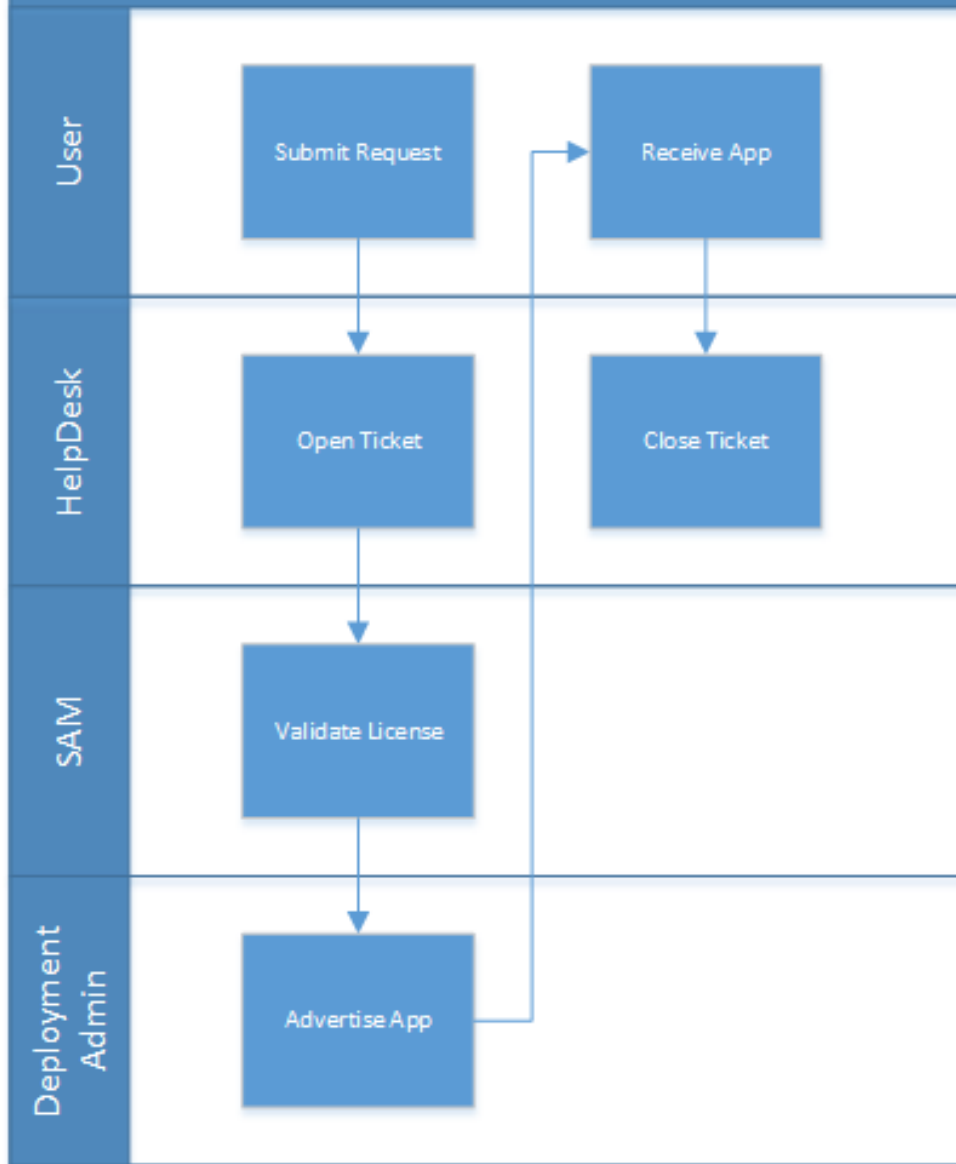 User
Submit Request
Receive App
HelpDesk
Open Ticket
Close Ticket
SAM
Validate License
Deployment
Admin
Advertise App